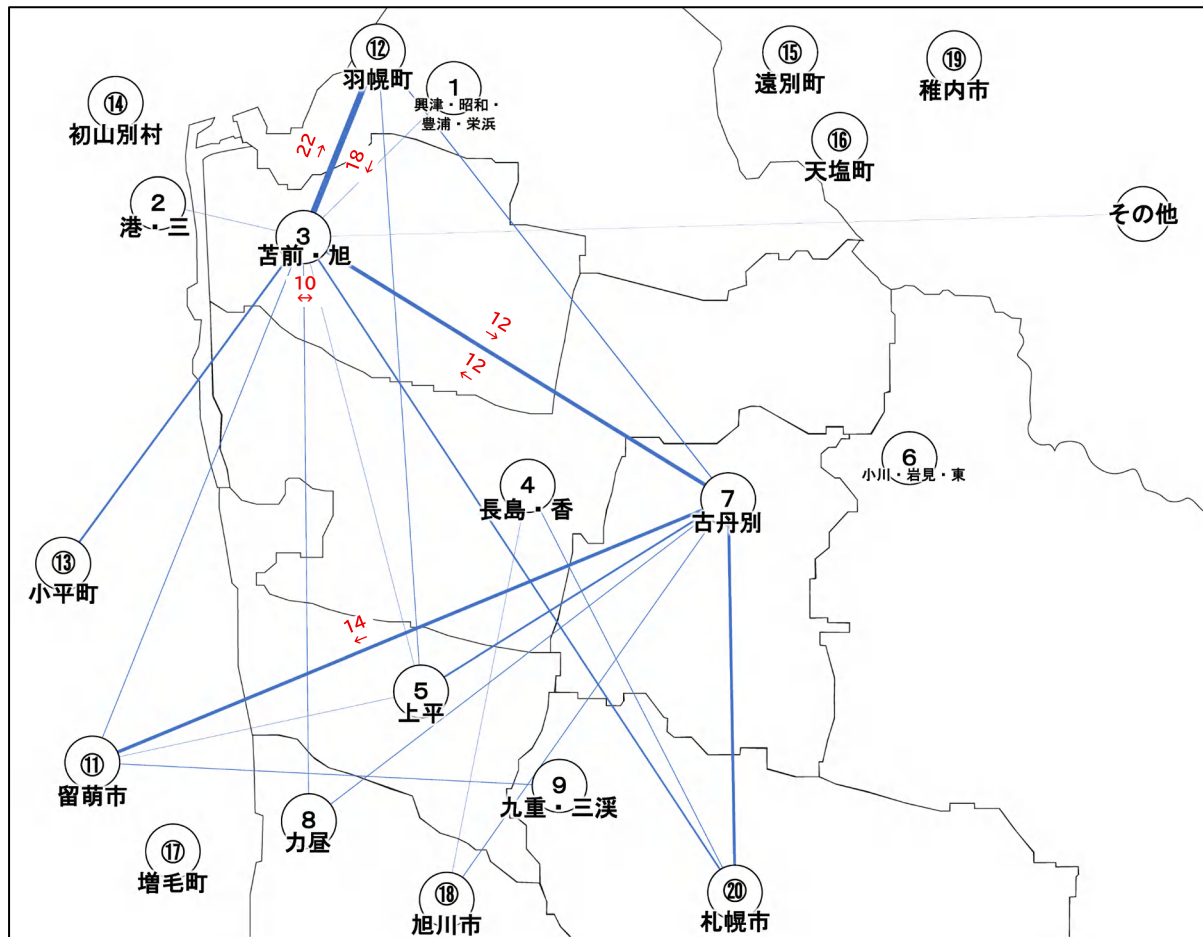 ⑫
羽幌町
1
興津・昭和・
豊浦・栄浜
⑮
遠別町
⑲
稚内市
⑭
初山別村
⑯
天塩町
22
→
18
←
2
港・三
3
苫前・旭
その他
10
↔
12
→
12
←
4
長島・香
6
小川・岩見・東
7
古丹別
⑬
小平町
14
←
5
上平
⑪
留萌市
9
九重・三渓
8
力昼
⑰
増毛町
⑱
旭川市
⑳
札幌市